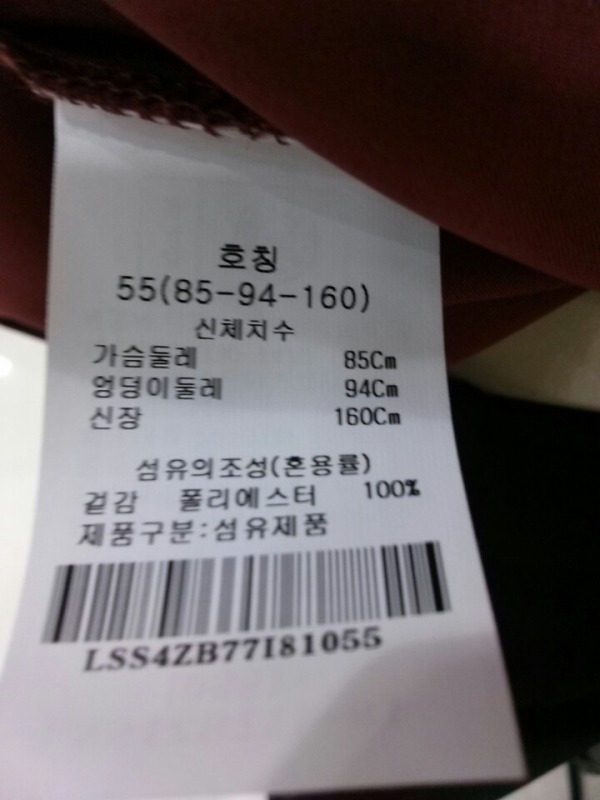 호칭
55(85-94-160)
신체치수
가슴둘레 85Cm
엉덩이둘레 94Cm
신장 160Cm
섬유의조성(혼용률)
겉감 폴리에스터 100%
제품구분:섬유제품
LSS4ZB77I81055